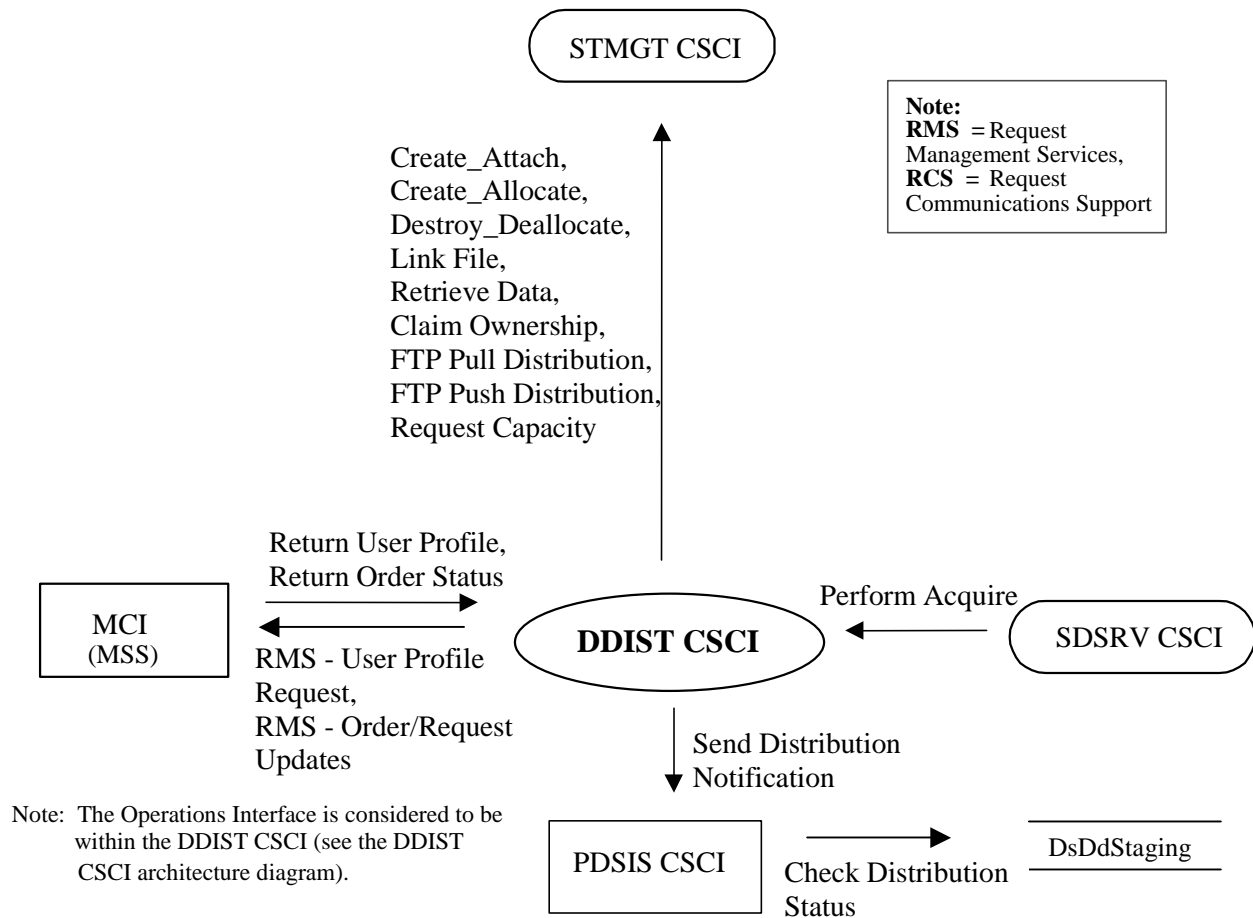 STMGT CSCI
Note:
RMS = Request
Management Services,
RCS = Request
Communications Support
Create_Attach,
Create_Allocate,
Destroy_Deallocate,
Link File,
Retrieve Data,
Claim Ownership,
FTP Pull Distribution,
FTP Push Distribution,
Request Capacity
Return User Profile,
Return Order Status
MCI
(MSS)
RMS - User Profile
Request,
RMS - Order/Request
Updates
DDIST CSCI
Perform Acquire
SDSRV CSCI
Send Distribution
Notification
Note: The Operations Interface is considered to be
within the DDIST CSCI (see the DDIST
CSCI architecture diagram).
PDSIS CSCI
Check Distribution
Status
DsDdStaging